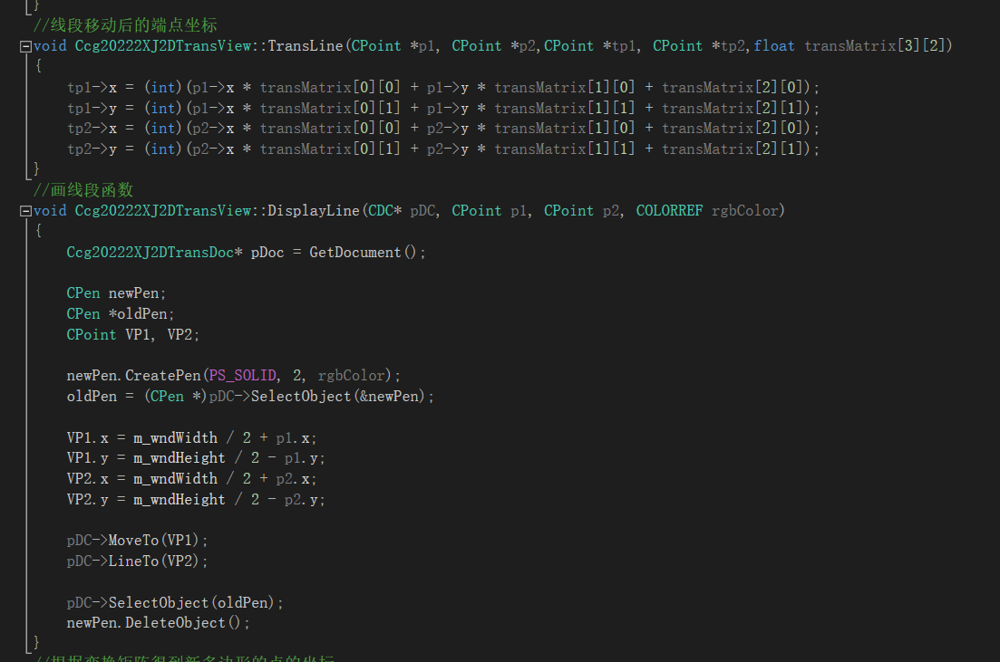 }
//线段移动后的端点坐标
void Ccg20222XJ2DTransView::TransLine(CPoint *p1, CPoint *p2,CPoint *tp1, CPoint *tp2,float transMatrix[3][2])
{
tp1->x = (int)(p1->x * transMatrix[0][0] + p1->y * transMatrix[1][0] + transMatrix[2][0]);
tp1->y = (int)(p1->x * transMatrix[0][1] + p1->y * transMatrix[1][1] + transMatrix[2][1]);
tp2->x = (int)(p2->x * transMatrix[0][0] + p2->y * transMatrix[1][0] + transMatrix[2][0]);
tp2->y = (int)(p2->x * transMatrix[0][1] + p2->y * transMatrix[1][1] + transMatrix[2][1]);
}
//画线段函数
void Ccg20222XJ2DTransView::DisplayLine(CDC* pDC, CPoint p1, CPoint p2, COLORREF rgbColor)
{
Ccg20222XJ2DTransDoc* pDoc = GetDocument();
CPen newPen;
CPen *oldPen;
CPoint VP1, VP2;
newPen.CreatePen(PS_SOLID, 2, rgbColor);
oldPen = (CPen *)pDC->SelectObject(&newPen);
VP1.x = m_wndWidth / 2 + p1.x;
VP1.y = m_wndHeight / 2 - p1.y;
VP2.x = m_wndWidth / 2 + p2.x;
VP2.y = m_wndHeight / 2 - p2.y;
pDC->MoveTo(VP1);
pDC->LineTo(VP2);
pDC->SelectObject(oldPen);
newPen.DeleteObject();
}
//根据变换矩阵得到新多边形的点的坐标